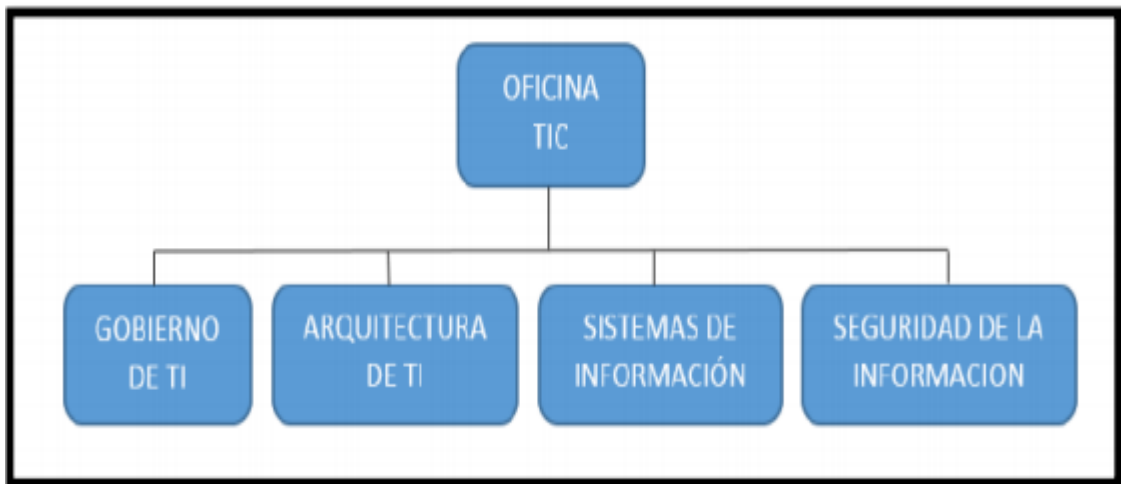 OFICINA
TIC
GOBIERNO
DE TI
ARQUITECTURA
DE TI
SISTEMAS DE
INFORMACIÓN
SEGURIDAD DE LA
INFORMACION